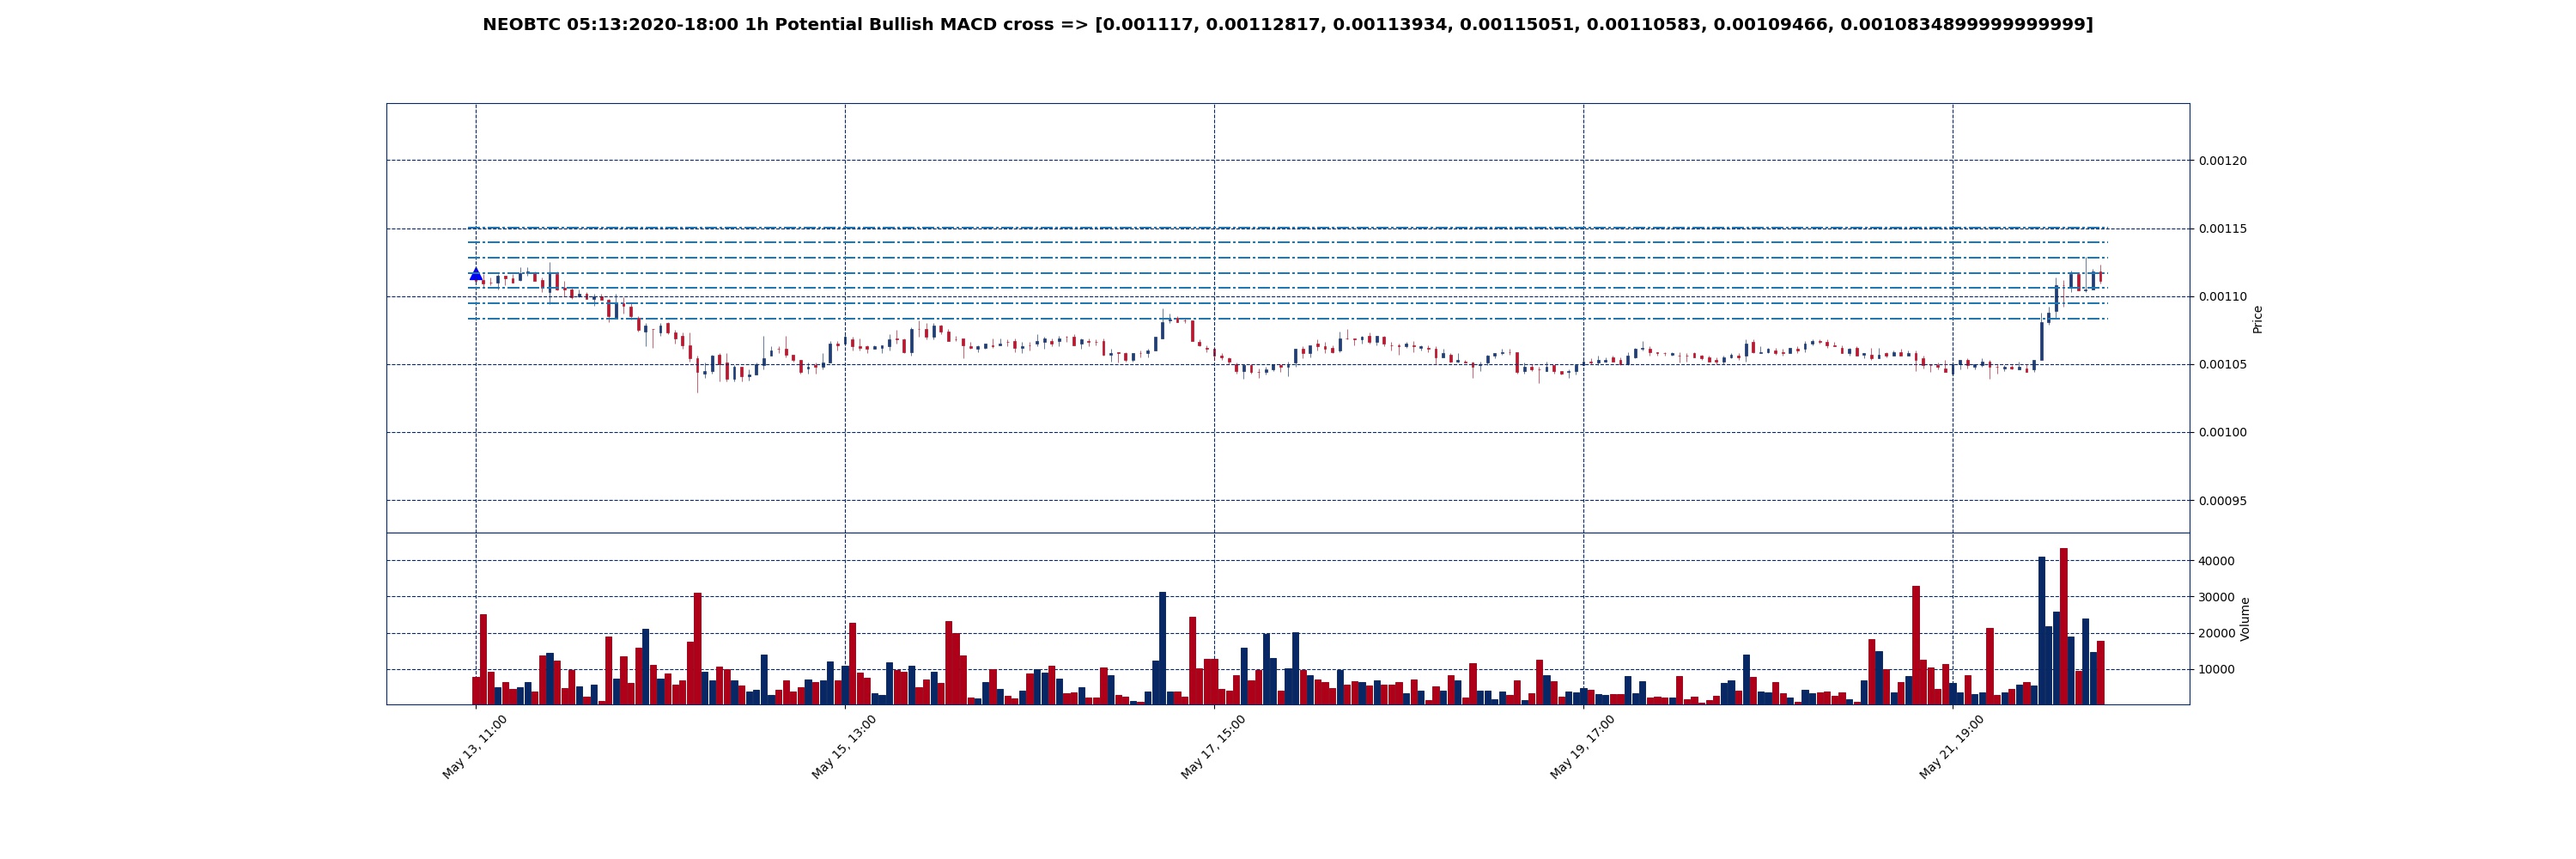 NEOBTC 05:13:2020-18:00 1h Potential Bullish MACD cross => [0.001117, 0.00112817, 0.00113934, 0.00115051, 0.00110583, 0.00109466, 0.0010834899999999999]
0.00120
0.00115
0.00110
0.00105
0.00100
0.00095
Price
40000
30000
20000
10000
Volume
May 13, 11:00
May 15, 13:00
May 17, 15:00
May 19, 17:00
May 21, 19:00